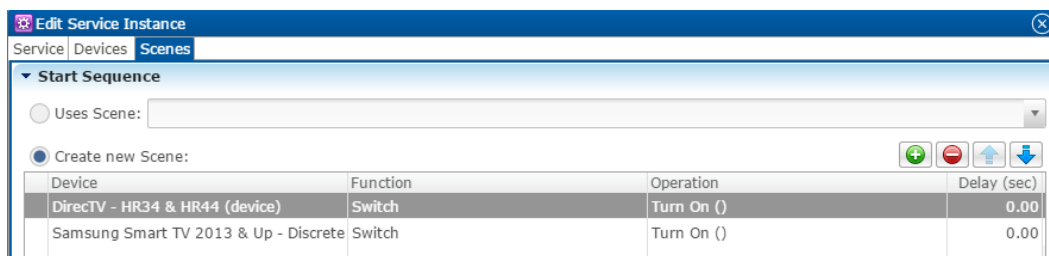 Edit Service Instance
Service Devices Scenes
Start Sequence
Uses Scene:
Create new Scene:
Device Function Operation Delay (sec)
DirecTV - HR34 & HR44 (device) Switch Turn On () 0.00
Samsung Smart TV 2013 & Up - Discrete Switch Turn On () 0.00